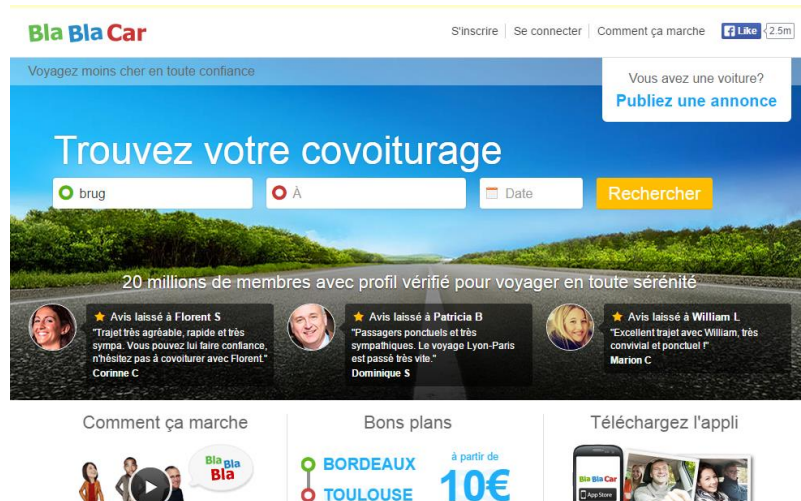 Bla Bla Car
S'inscrire Se connecter Comment ça marche Like 2.5m
Voyagez moins cher en toute confiance
Vous avez une voiture?
Publiez une annonce
Trouvez votre covoiturage
brug À Date Rechercher
20 millions de membres avec profil vérifié pour voyager en toute sérénité
Avis laissé à Florent S
"Trajet très agréable, rapide et très
sympa. Vous pouvez lui faire confiance,
n'hésitez pas à covoiturer avec Florent."
Corinne C
Avis laissé à Patricia B
"Passagers ponctuels et très
sympathiques. Le voyage Lyon-Paris
est passé très vite."
Dominique S
Avis laissé à William L
"Excellent trajet avec William, très
convivial et ponctuel !"
Marion C
Comment ça marche
Bla Bla
Bla
Bons plans
BORDEAUX
TOULOUSE
à partir de
10€
Téléchargez l'appli
Bla Bla Car
App Store